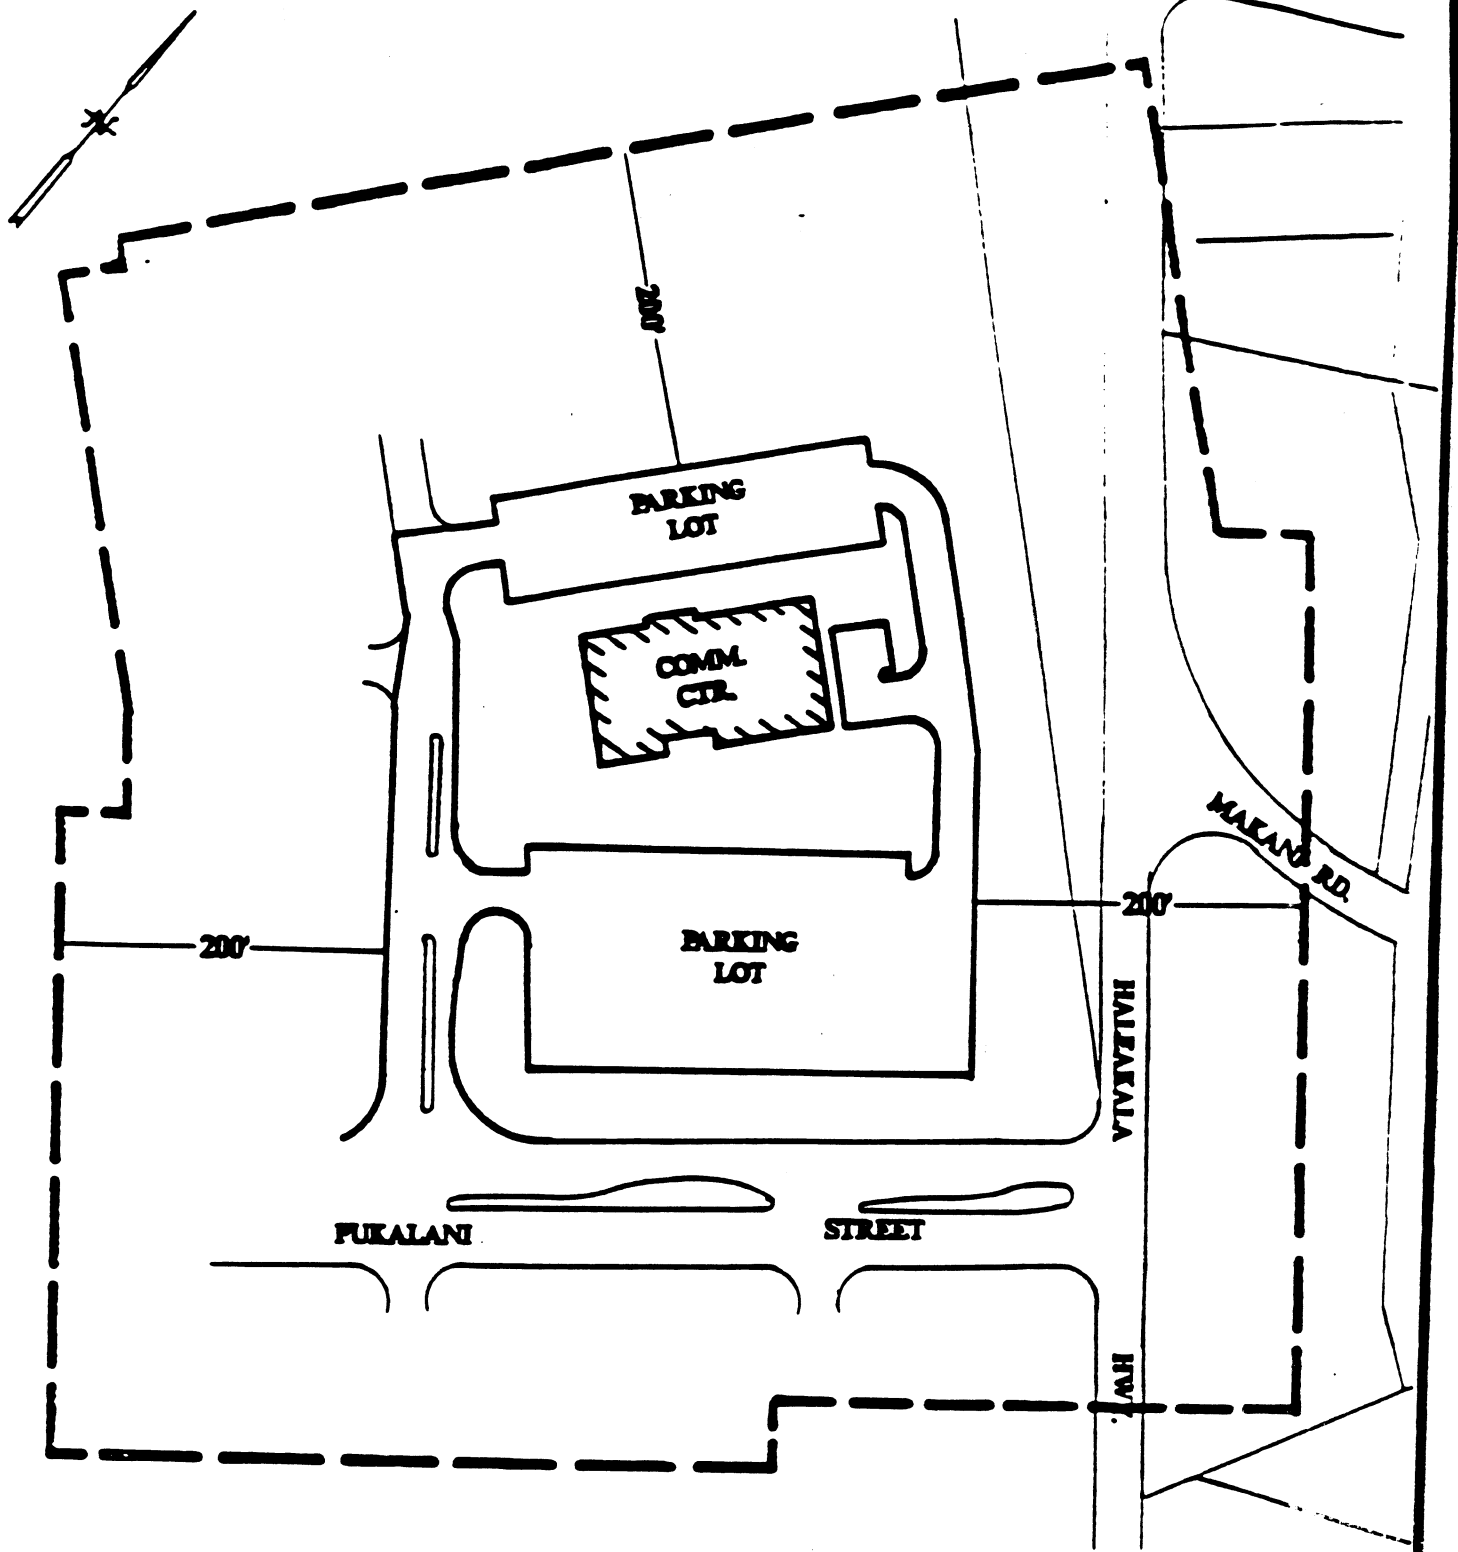 200'
PARKING
LOT
COMM.
CTR.
MAKANI RD.
200'
200'
PARKING
LOT
HALEAKALA
PUKALANI
STREET
HWY.